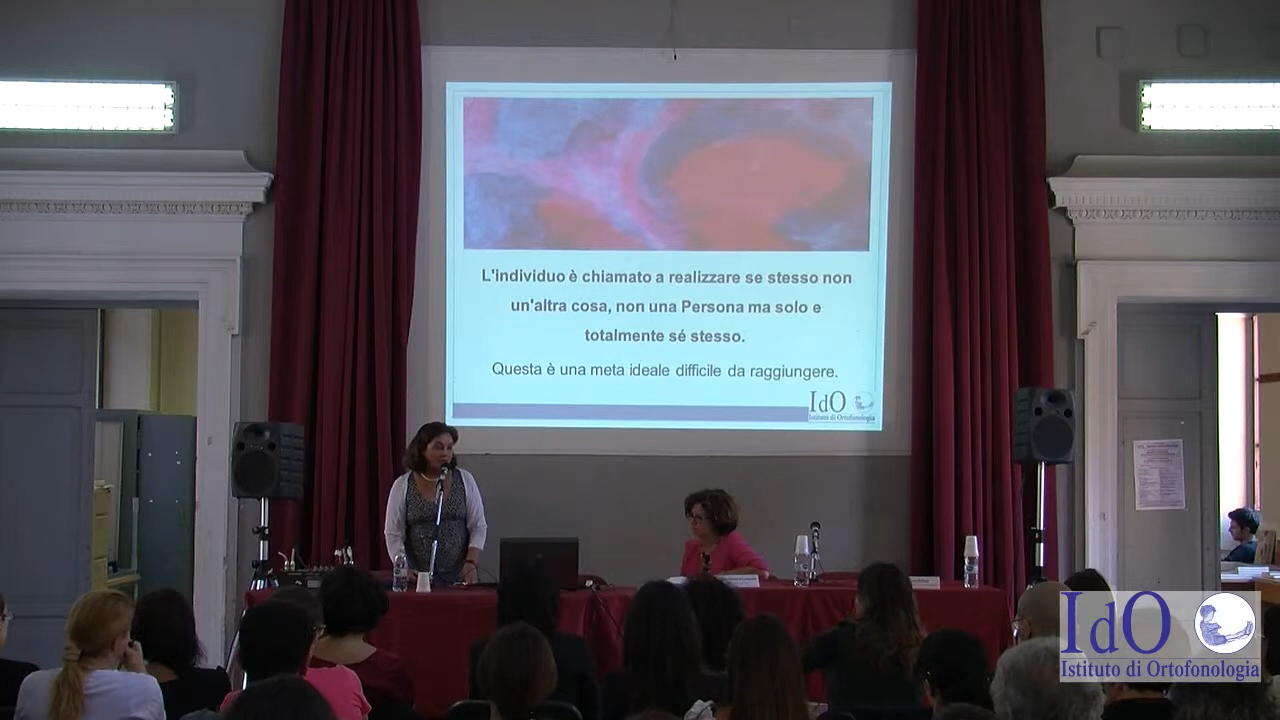 L'individuo è chiamato a realizzare se stesso non
un'altra cosa, non una Persona ma solo e
totalmente sé stesso.
Questa è una meta ideale difficile da raggiungere.
IdO
Istituto di Ortofonologia
IdO
Istituto di Ortofonologia